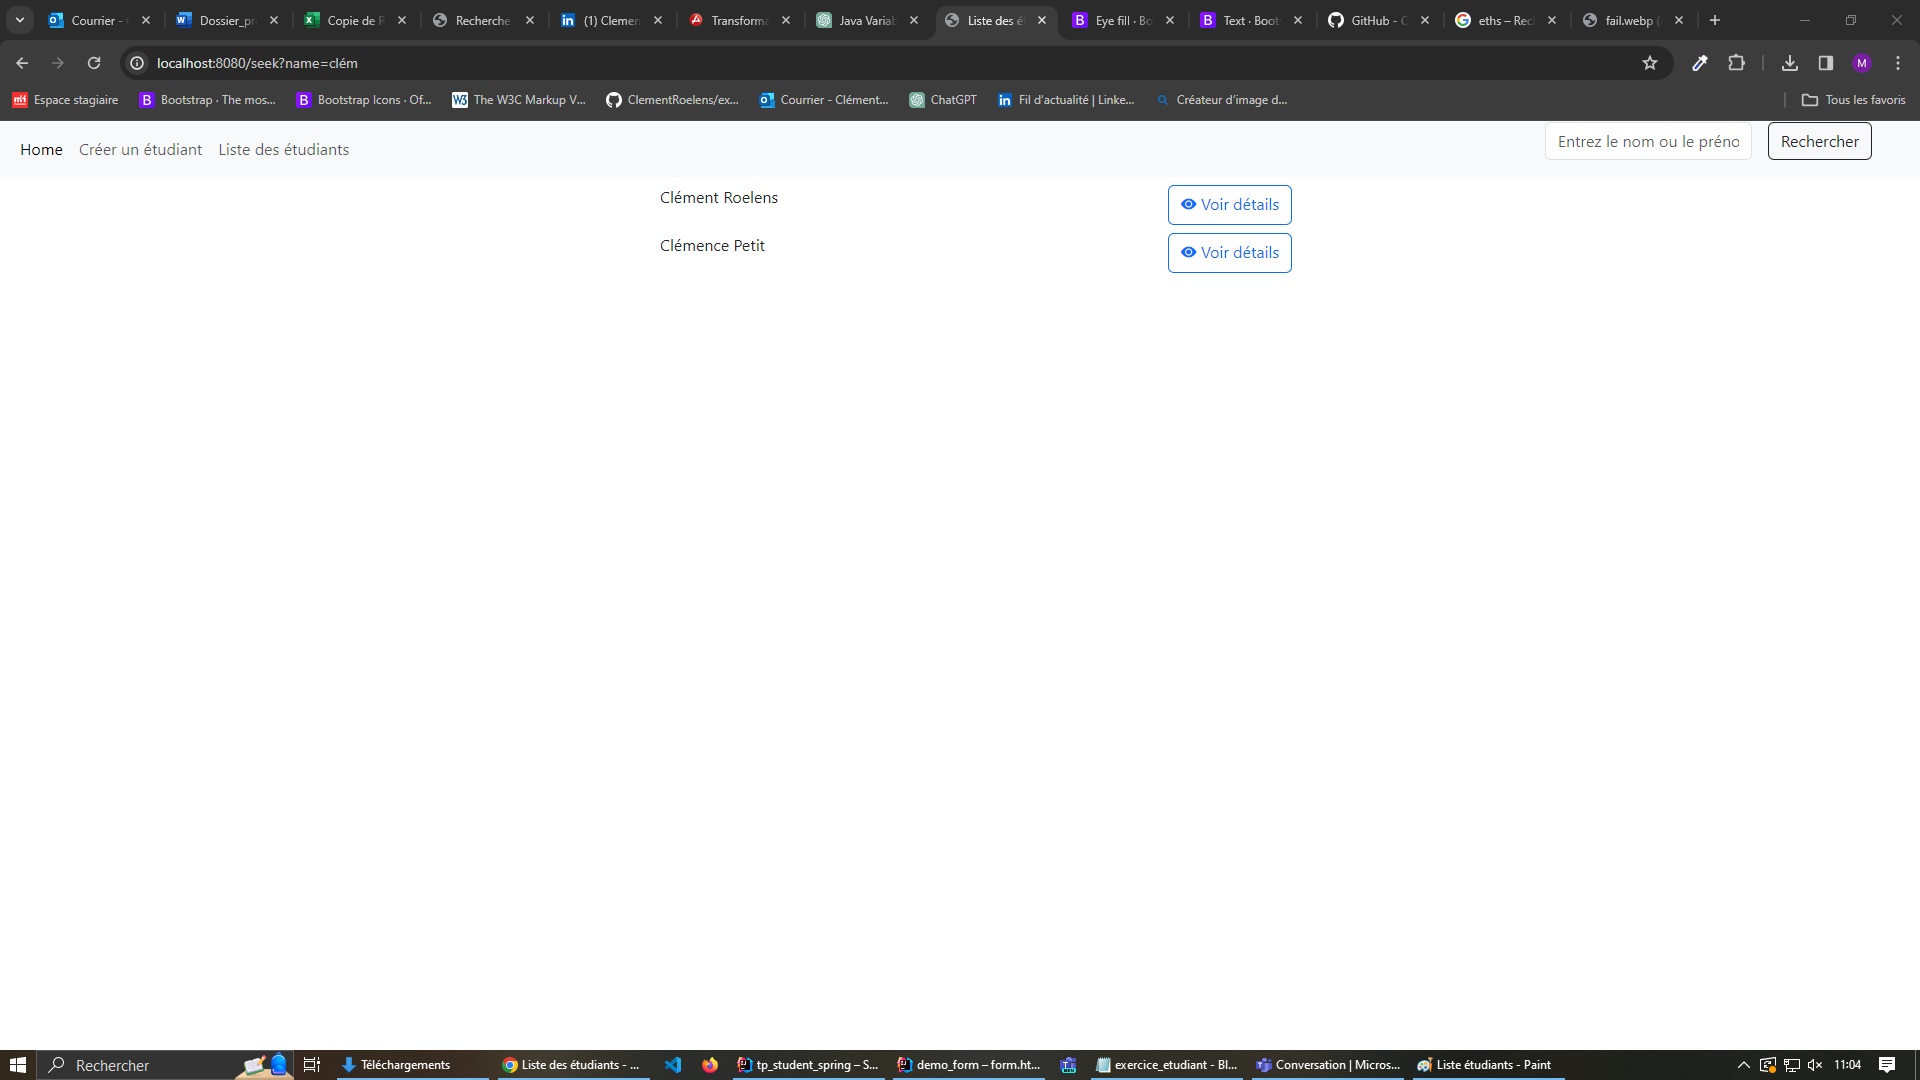 Courrier -
Dossier_pr
Copie de R
Recherche
(1) Clemen
Transforma
Java Variab
Liste des é
Eye fill · Bo
Text · Boot
GitHub - C
eths – Rec
fail.webp (
localhost:8080/seek?name=clém
M
Espace stagiaire
Bootstrap · The mos...
Bootstrap Icons · Of...
The W3C Markup V...
ClementRoelens/ex...
Courrier - Clément...
ChatGPT
Fil d'actualité | Linke...
Créateur d'image d...
Tous les favoris
Home Créer un étudiant Liste des étudiants
Entrez le nom ou le préno
Rechercher
Clément Roelens
Voir détails
Clémence Petit
Voir détails
Rechercher
Téléchargements
Liste des étudiants - ...
tp_student_spring – S...
demo_form – form.ht...
exercice_etudiant - Bl...
Conversation | Micros...
Liste étudiants - Paint
11:04